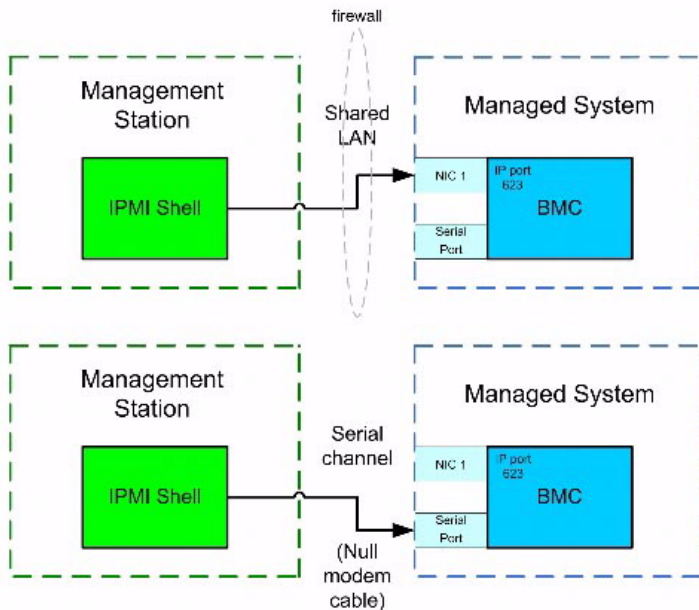 firewall
Management
Station
Shared
LAN
Managed System
IPMI Shell
NIC 1
IP port
623
BMC
Serial
Port
Management
Station
Managed System
Serial
channel
IPMI Shell
NIC 1
IP port
623
BMC
Serial
Port
(Null
modem
cable)